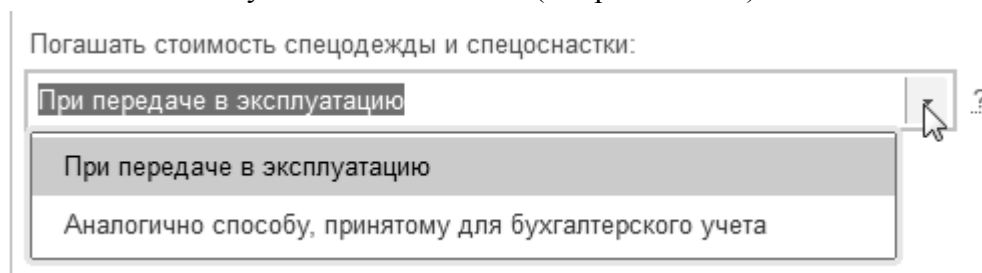 Погашать стоимость спецодежды и спецоснастки:
При передаче в эксплуатацию
?
При передаче в эксплуатацию
Аналогично способу, принятому для бухгалтерского учета